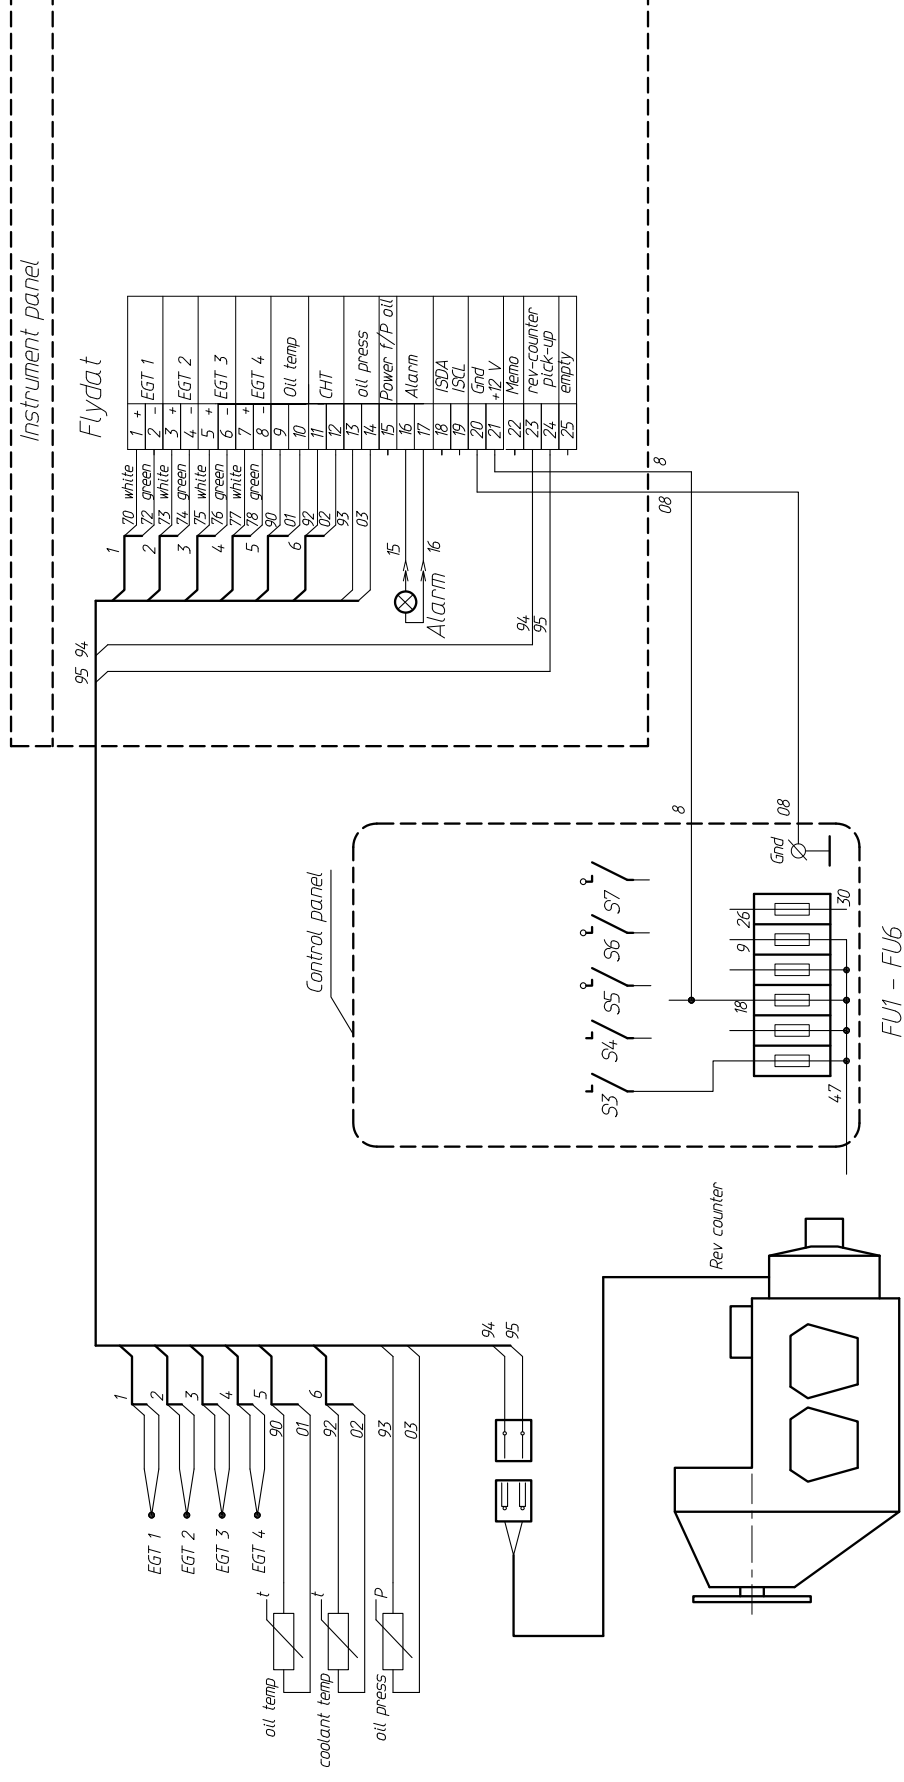 Instrument panel
Flydat
1 + EGT 1
2 -
3 + EGT 2
4 -
5 + EGT 3
6 -
7 + EGT 4
8 -
9 Oil temp
10
11 CHT
12
13 oil press
14
15 Power f/P oil
16 Alarm
17
18 ISDA
19 ISCL
20 Gnd
21 +12 V
22 Memo
23 rev-counter
24 pick-up
25 empty
70 white
72 green
73 white
74 green
75 white
76 green
77 white
78 green
90
01
92
02
93
03
1
2
3
4
5
6
15
16
Alarm
94
95
95 94
8
08
8
08
Control panel
Gnd
S3
S4
S5
S6
S7
18
9
26
47
30
FU1 - FU6
Rev counter
94
95
1
2
3
4
5
6
90
01
92
02
93
03
EGT 1
EGT 2
EGT 3
EGT 4
t
t
P
oil temp
coolant temp
oil press